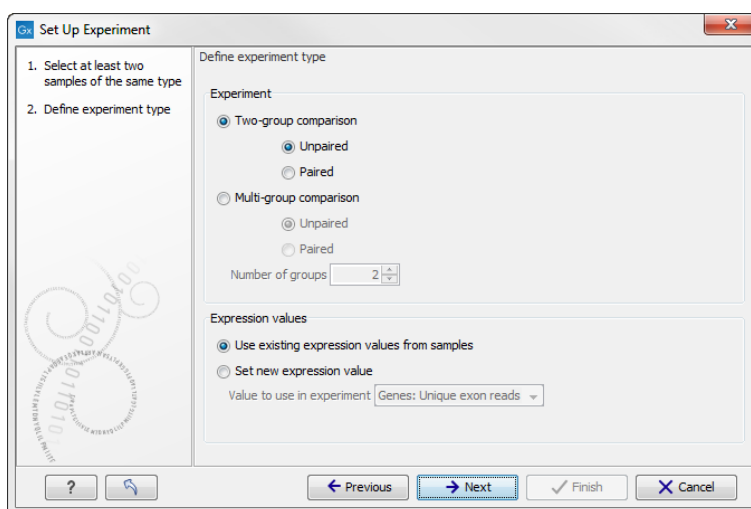 Gx Set Up Experiment
1. Select at least two
samples of the same type
2. Define experiment type
Define experiment type
Experiment
Two-group comparison
Unpaired
Paired
Multi-group comparison
Unpaired
Paired
Number of groups 2
Expression values
Use existing expression values from samples
Set new expression value
Value to use in experiment Genes: Unique exon reads
? Previous Next Finish Cancel